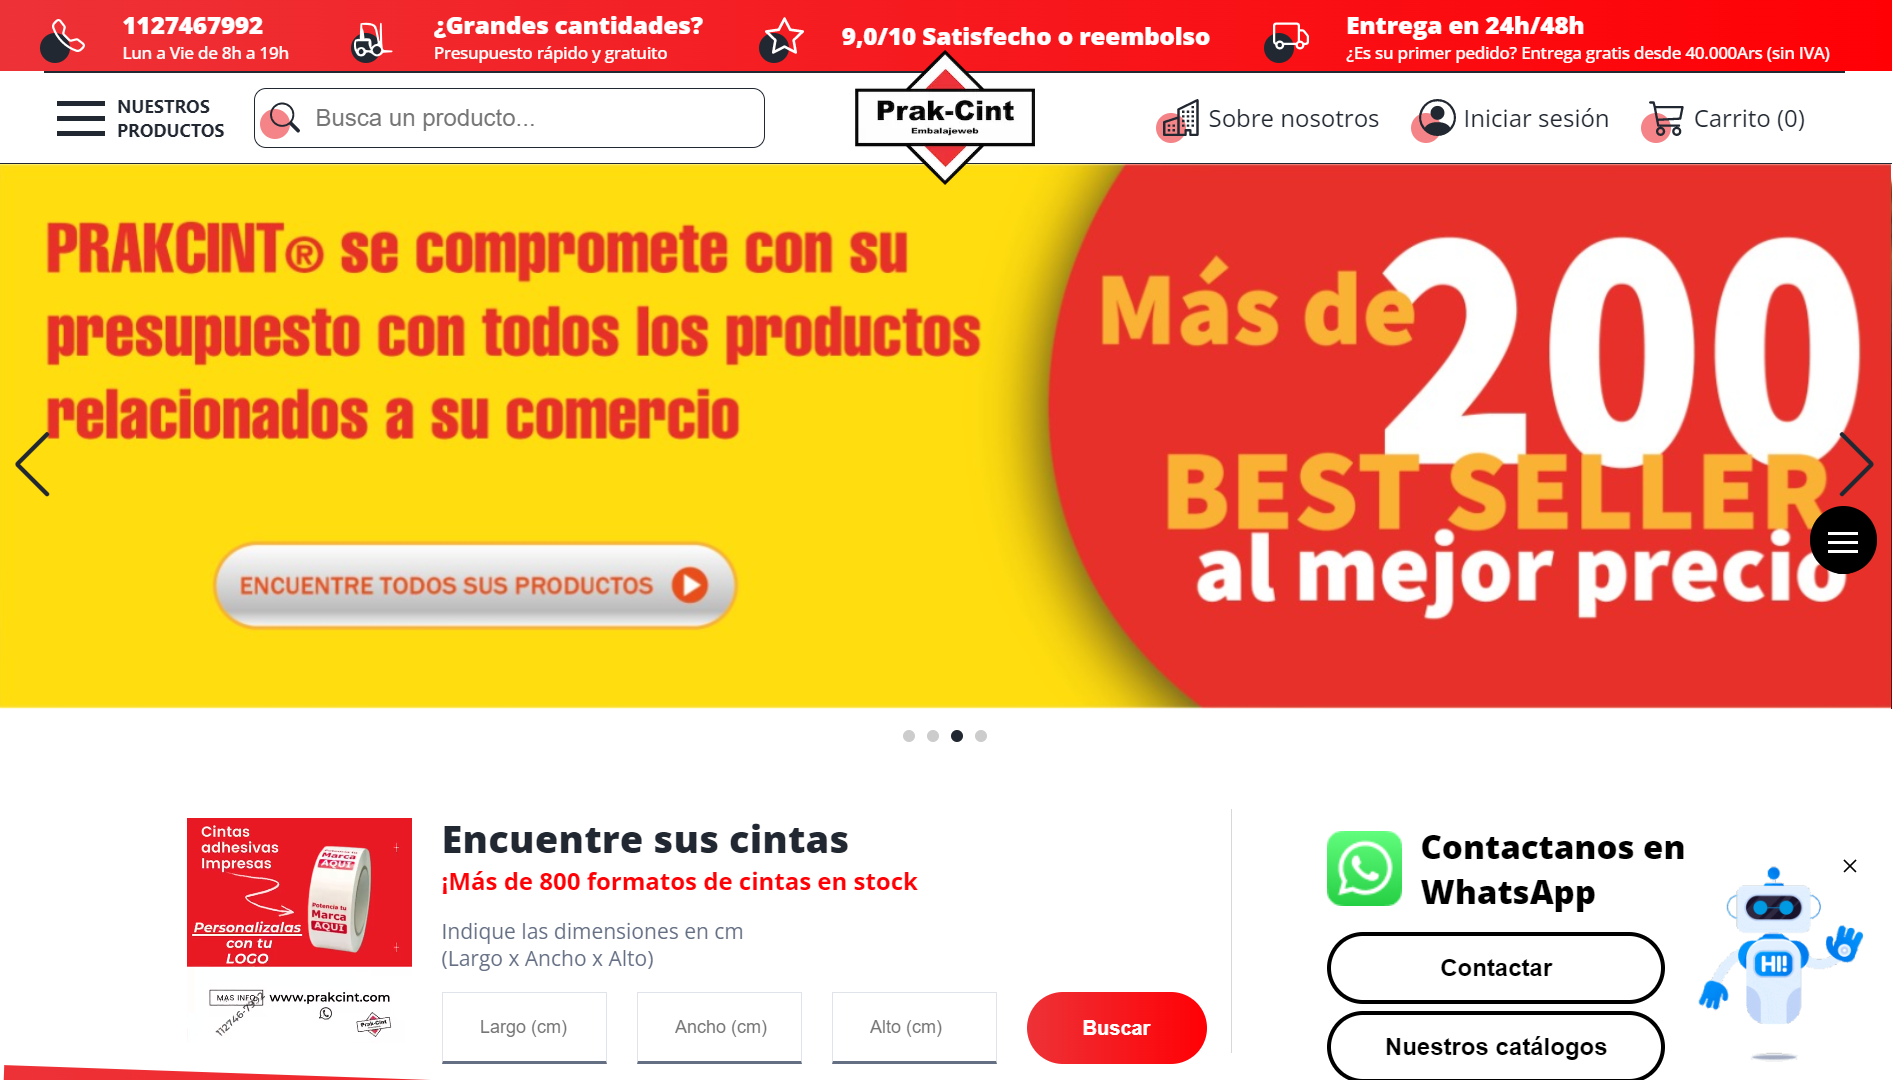 1127467992
Lun a Vie de 8h a 19h
¿Grandes cantidades?
Presupuesto rápido y gratuito
9,0/10 Satisfecho o reembolso
Entrega en 24h/48h
¿Es su primer pedido? Entrega gratis desde 40.000Ars (sin IVA)
NUESTROS
PRODUCTOS
Busca un producto...
Prak-Cint
Embalajeweb
Sobre nosotros
Iniciar sesión
Carrito (0)
PRAKCINT® se compromete con su
presupuesto con todos los productos
relacionados a su comercio
ENCUENTRE TODOS SUS PRODUCTOS
Más de 200
BEST SELLER
al mejor precio
Cintas
adhesivas
Impresas
Potencia tu
Marca
AQUI
Potencia tu
Marca
AQUI
Personalizalas
con tu
LOGO
MAS INFO
www.prakcint.com
112746-7992
Prak-Cint
Encuentre sus cintas
¡Más de 800 formatos de cintas en stock
Indique las dimensiones en cm
(Largo x Ancho x Alto)
Largo (cm)
Ancho (cm)
Alto (cm)
Buscar
Contactanos en
WhatsApp
Contactar
Nuestros catálogos
HI!